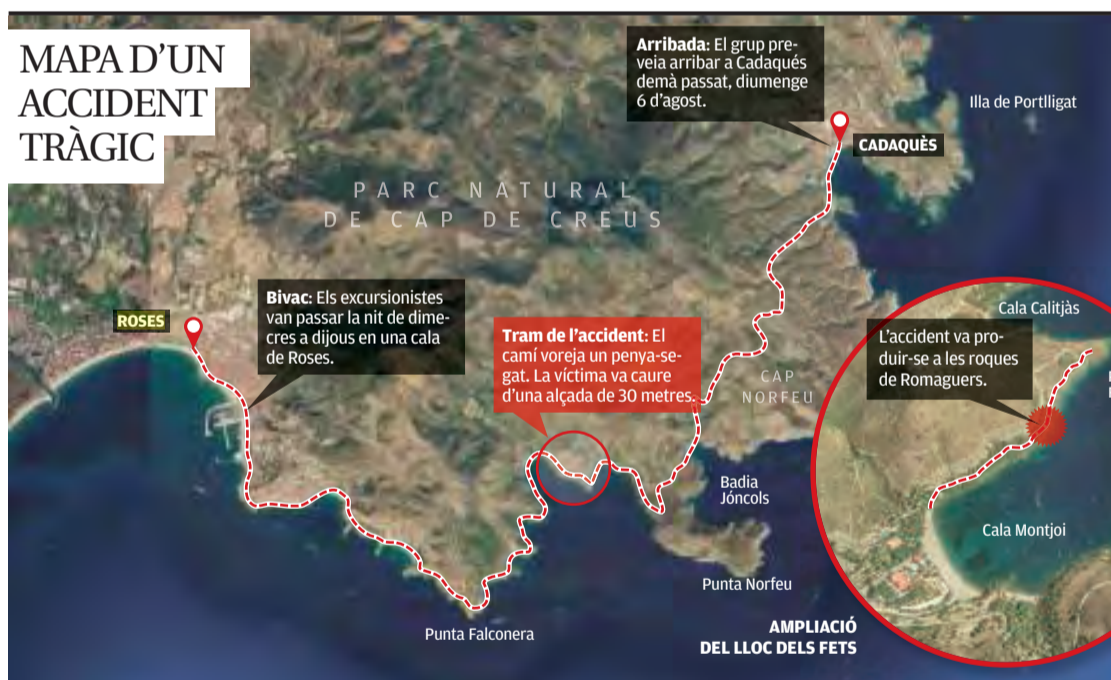 MAPA D’UN
ACCIDENT
TRÀGIC
Arribada: El grup pre-
veia arribar a Cadaqués
demà passat, diumenge
6 d’agost.
Illa de Portlligat
CADAQUÈS
PARC NATURAL
DE CAP DE CREUS
Bivac: Els excursionistes
van passar la nit de dime-
cres a dijous en una cala
de Roses.
ROSES
Tram de l’accident: El
camí voreja un penya-se-
gat. La víctima va caure
d’una alçada de 30 metres.
CAP
NORFEU
Cala Calitjàs
L’accident va pro-
duir-se a les roques
de Romaguers.
Badia
Jóncols
Cala Montjoi
Punta Norfeu
Punta Falconera
AMPLIACIÓ
DEL LLOC DELS FETS